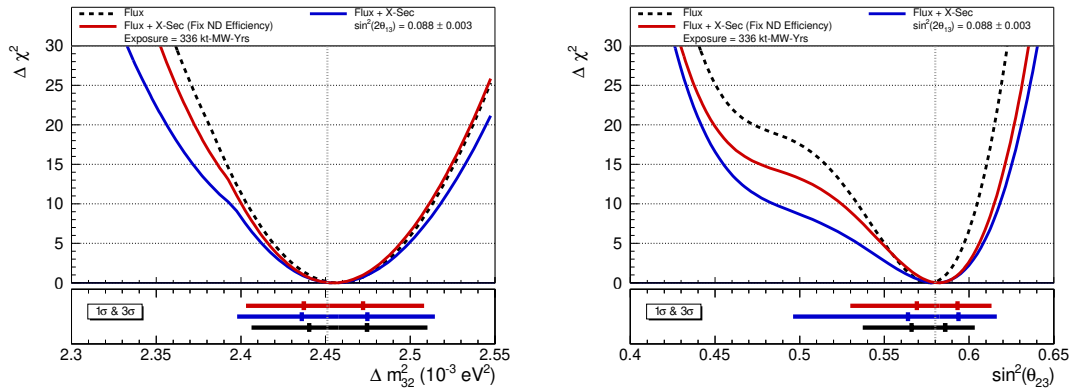 Flux
Flux + X-Sec
Flux + X-Sec (Fix ND Efficiency)
sin²(2θ₁₃) = 0.088 ± 0.003
Exposure = 336 kt-MW-Yrs
Δ χ²
30
25
20
15
10
5
0
1σ & 3σ
2.3 2.35 2.4 2.45 2.5 2.55
Δ m²₃₂ (10⁻³ eV²)
Flux
Flux + X-Sec
Flux + X-Sec (Fix ND Efficiency)
sin²(2θ₁₃) = 0.088 ± 0.003
Exposure = 336 kt-MW-Yrs
Δ χ²
30
25
20
15
10
5
0
1σ & 3σ
0.4 0.45 0.5 0.55 0.6 0.65
sin²(θ₂₃)